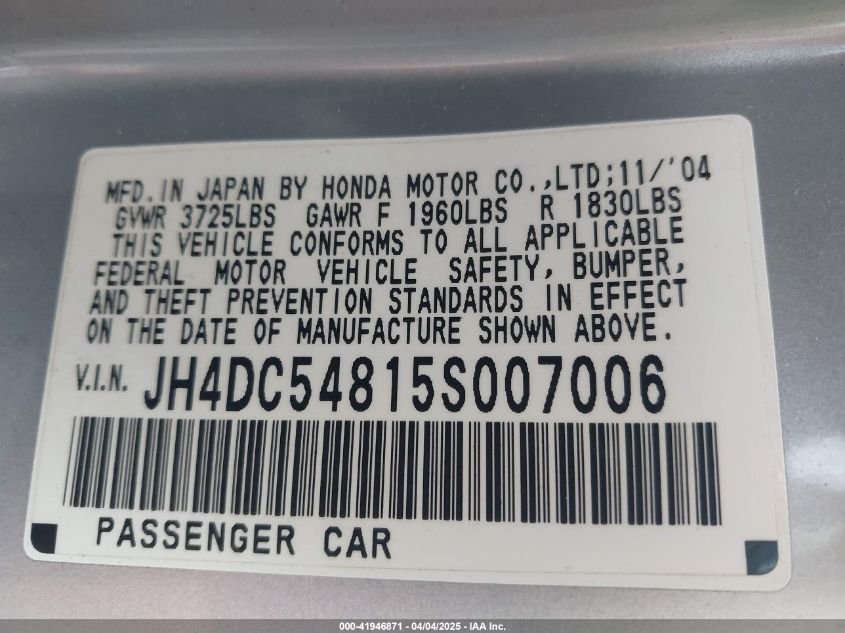 MFD. IN JAPAN BY HONDA MOTOR CO.,LTD;11/'04
GVWR 3725LBS GAWR F 1960LBS R 1830LBS
THIS VEHICLE CONFORMS TO ALL APPLICABLE
FEDERAL MOTOR VEHICLE SAFETY, BUMPER,
AND THEFT PREVENTION STANDARDS IN EFFECT
ON THE DATE OF MANUFACTURE SHOWN ABOVE.
V.I.N. JH4DC54815S007006
PASSENGER CAR
000-41946871 - 04/04/2025 - IAA Inc.